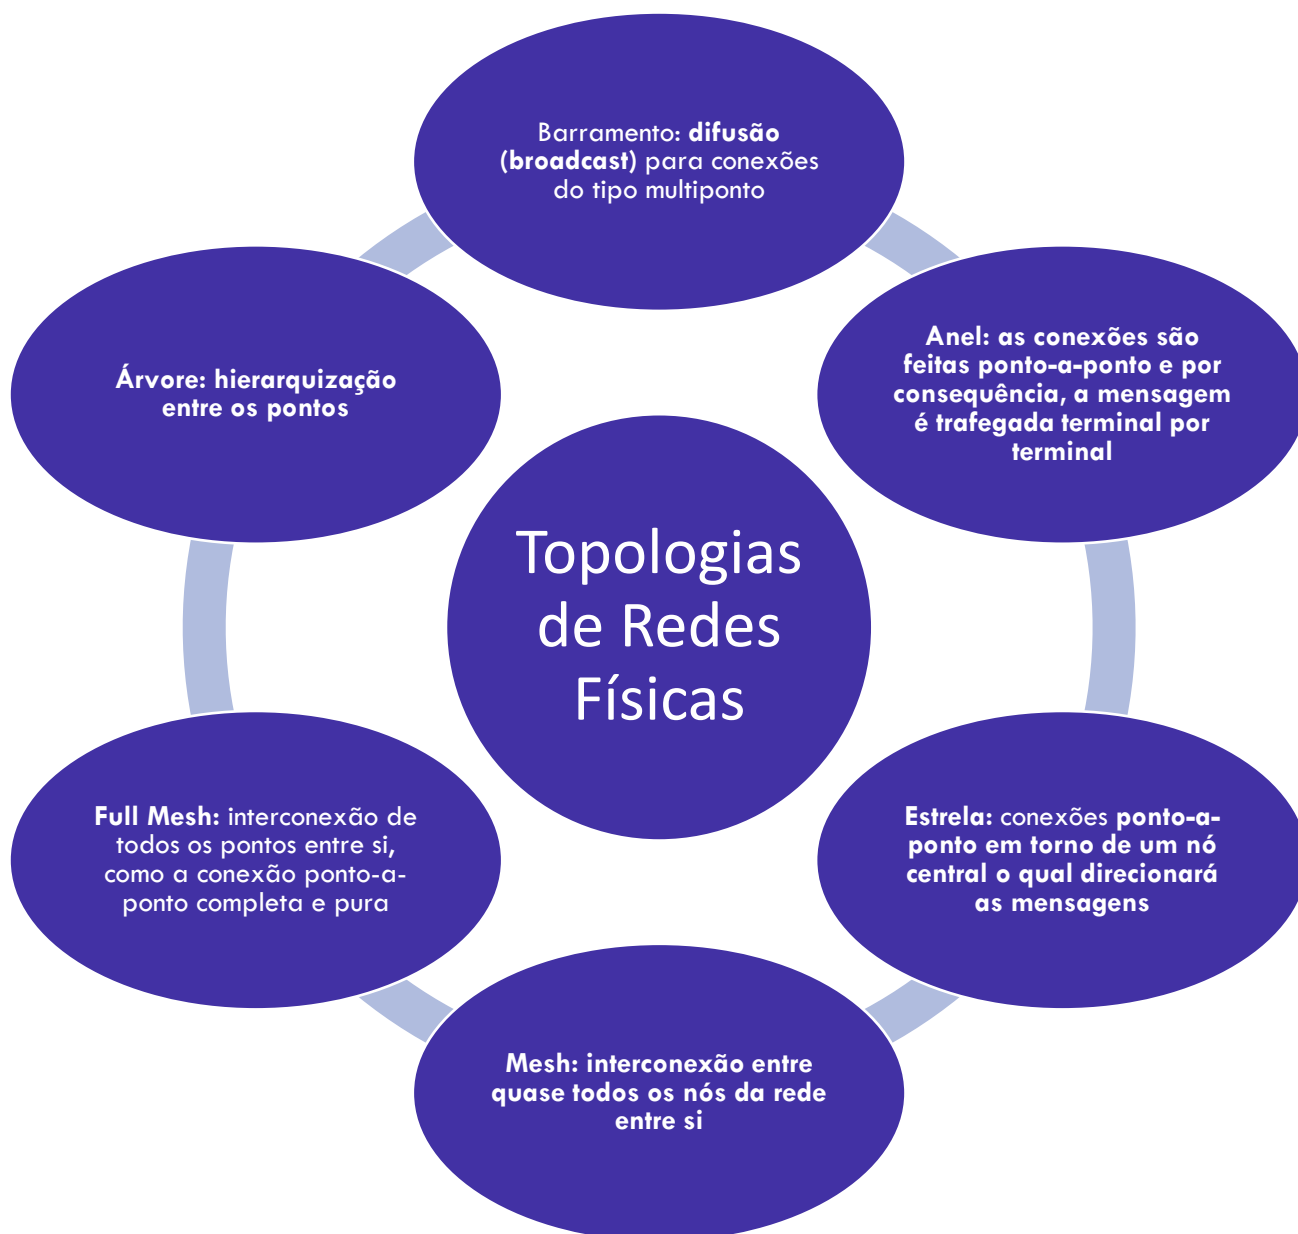 Barramento: difusão
(broadcast) para conexões
do tipo multiponto
Anel: as conexões são
feitas ponto-a-ponto e por
consequência, a mensagem
é trafegada terminal por
terminal
Árvore: hierarquização
entre os pontos
Topologias
de Redes
Físicas
Full Mesh: interconexão de
todos os pontos entre si,
como a conexão ponto-a-
ponto completa e pura
Estrela: conexões ponto-a-
ponto em torno de um nó
central o qual direcionará
as mensagens
Mesh: interconexão entre
quase todos os nós da rede
entre si